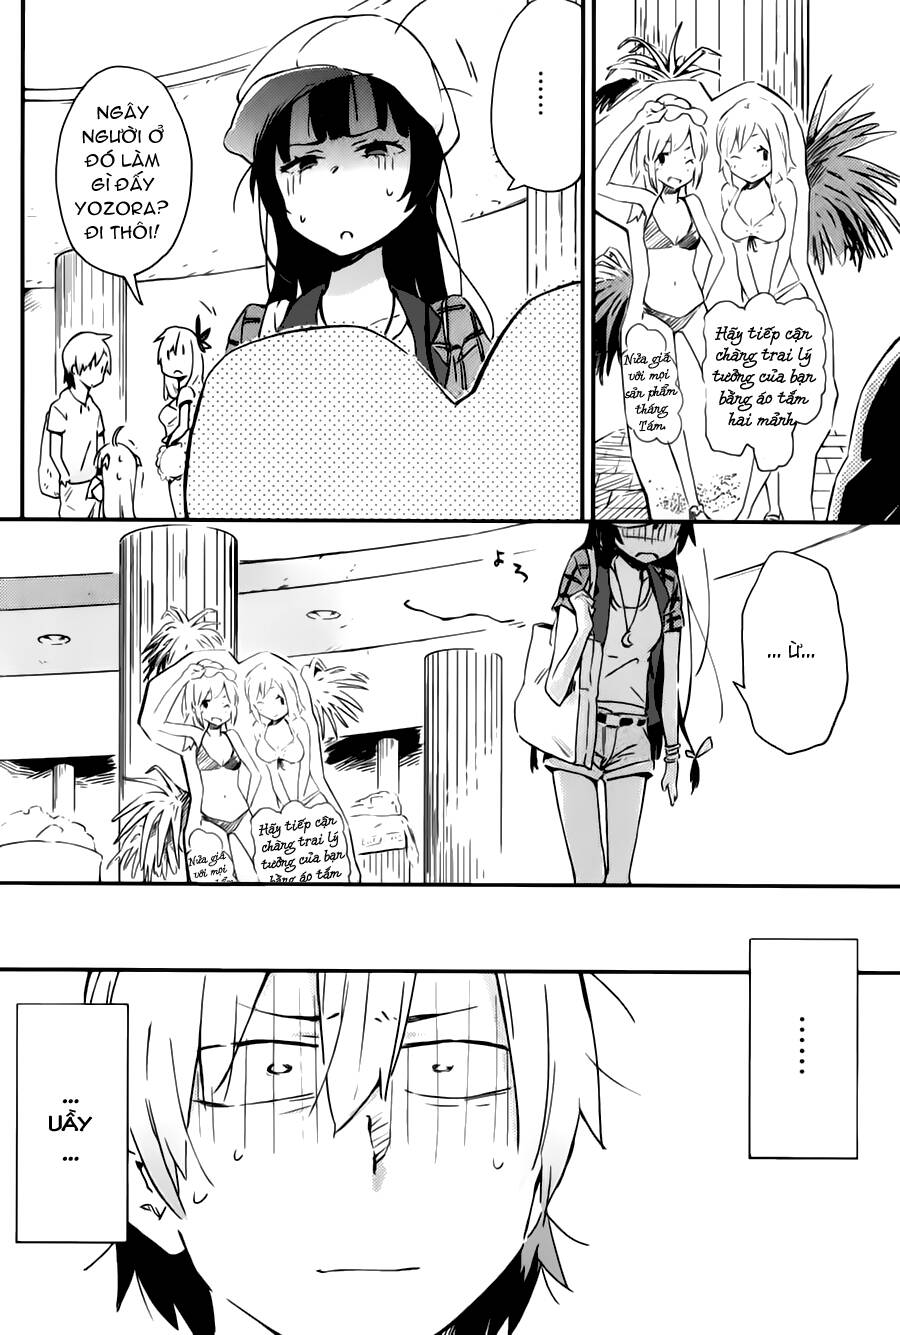 Nửa giá
với mọi
sản phẩm
tháng
Tám.
Hãy tiếp cận
chàng trai lý
tưởng của bạn
bằng áo tắm
hai mảnh
......
NGÂY
NGƯỜI Ở
ĐÓ LÀM
GÌ ĐẤY
YOZORA?
ĐI THÔI!
... Ừ...
よろ
Nửa giá
với mọi
Hãy tiếp cận
chàng trai lý
tưởng của bạn
bằng áo tắm
......
...
UẦY
...